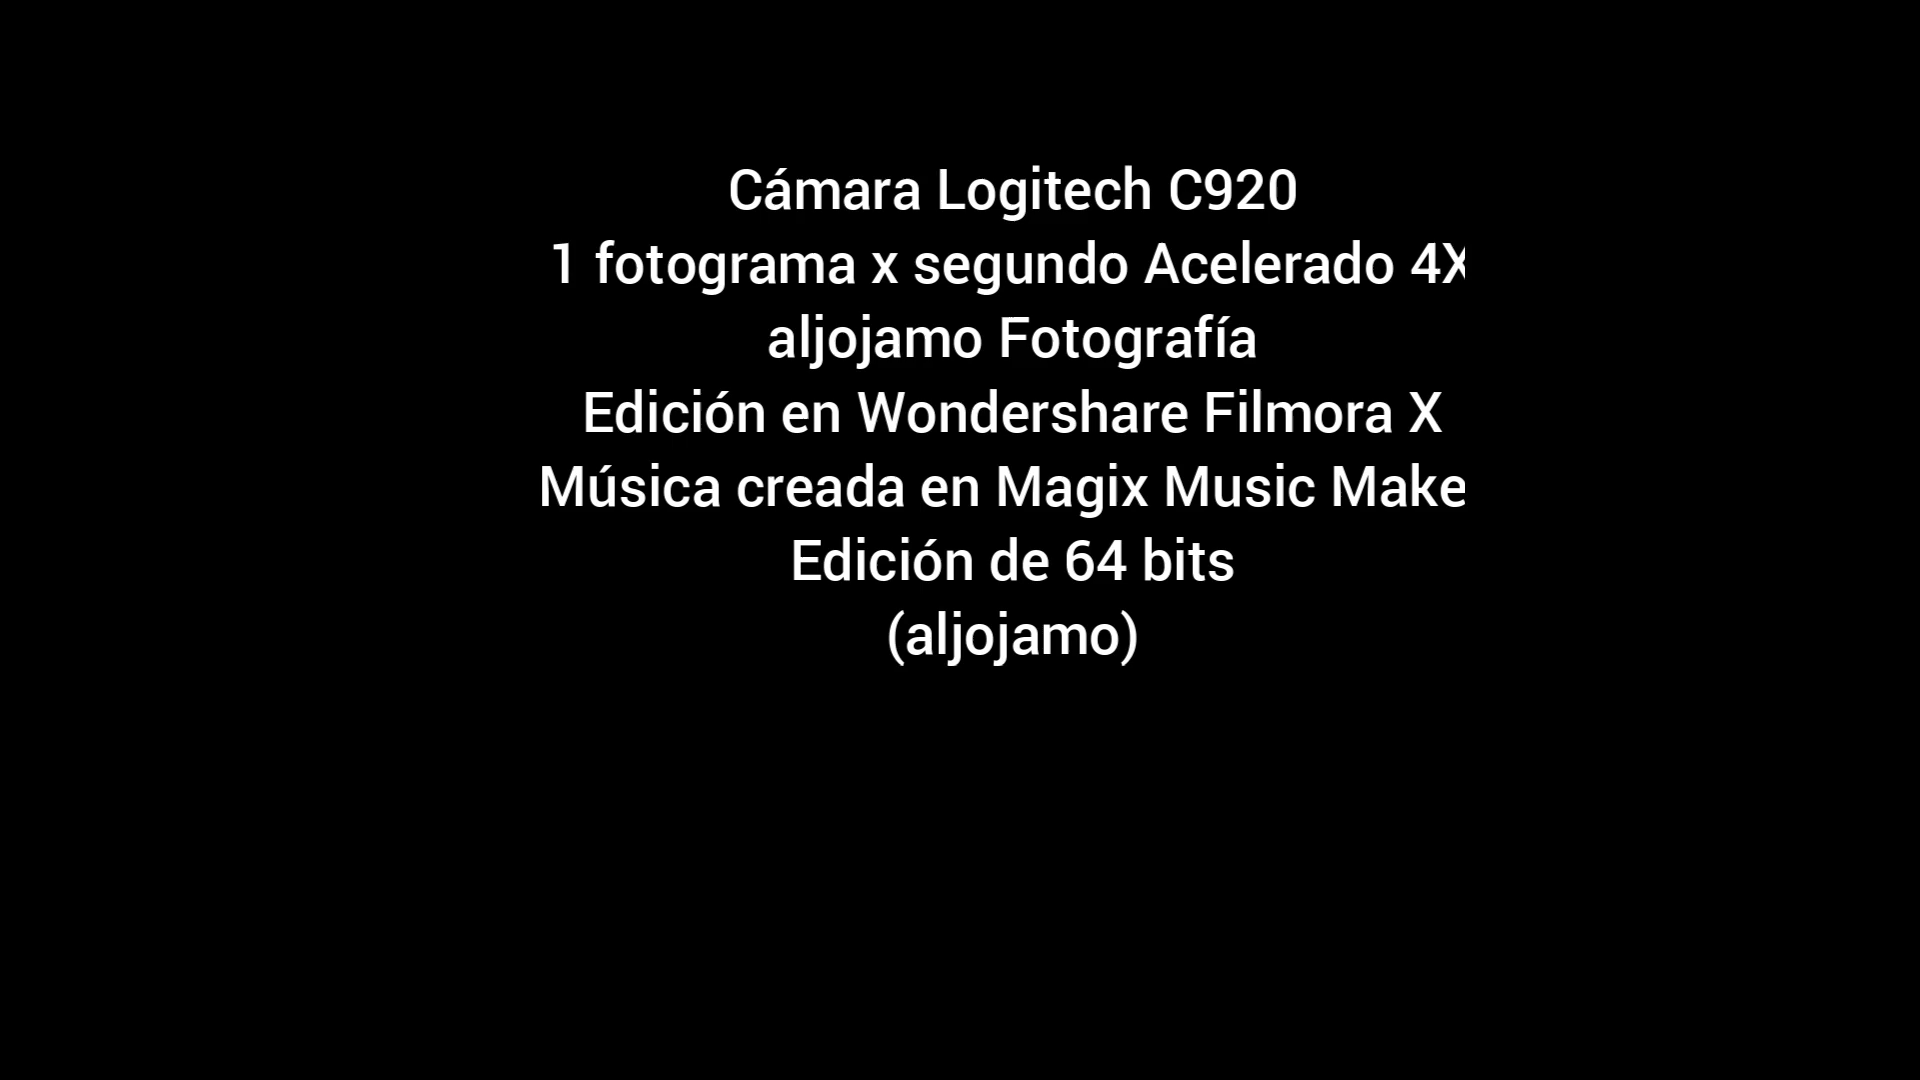 Cámara Logitech C920
1 fotograma x segundo Acelerado 4X
aljojamo Fotografía
Edición en Wondershare Filmora X
Música creada en Magix Music Make
Edición de 64 bits
(aljojamo)